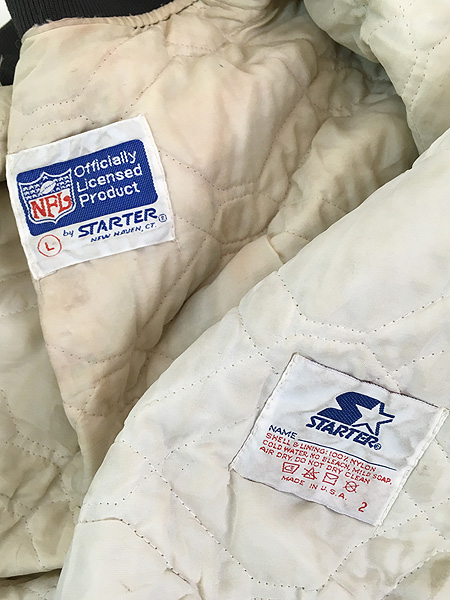 NFL
Officially
Licensed
Product
L
by STARTER®
NEW HAVEN, CT.
STARTER®
NAME
SHELL & LINING: 100% NYLON
COLD WATER, NO BLEACH, MILD SOAP,
AIR DRY, DO NOT DRY CLEAN
MADE IN U.S.A.
2